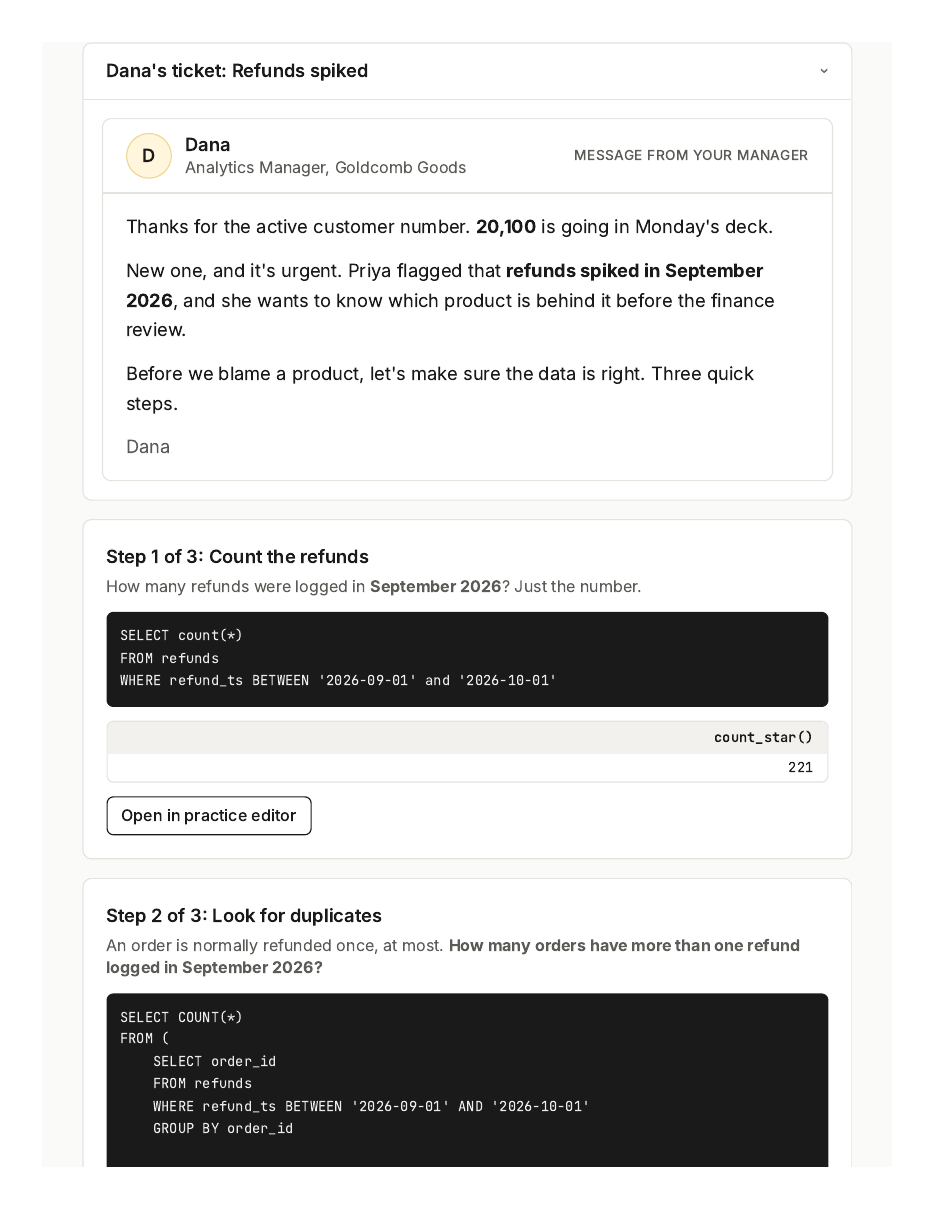 Dana's ticket: Refunds spiked
D
Dana
Analytics Manager, Goldcomb Goods
MESSAGE FROM YOUR MANAGER
Thanks for the active customer number. 20,100 is going in Monday's deck.
New one, and it's urgent. Priya flagged that refunds spiked in September
2026, and she wants to know which product is behind it before the finance
review.
Before we blame a product, let's make sure the data is right. Three quick
steps.
Dana
Step 1 of 3: Count the refunds
How many refunds were logged in September 2026? Just the number.
SELECT count(*)
FROM refunds
WHERE refund_ts BETWEEN '2026-09-01' and '2026-10-01'
count_star()
221
Open in practice editor
Step 2 of 3: Look for duplicates
An order is normally refunded once, at most. How many orders have more than one refund
logged in September 2026?
SELECT COUNT(*)
FROM (
    SELECT order_id
    FROM refunds
    WHERE refund_ts BETWEEN '2026-09-01' AND '2026-10-01'
    GROUP BY order_id